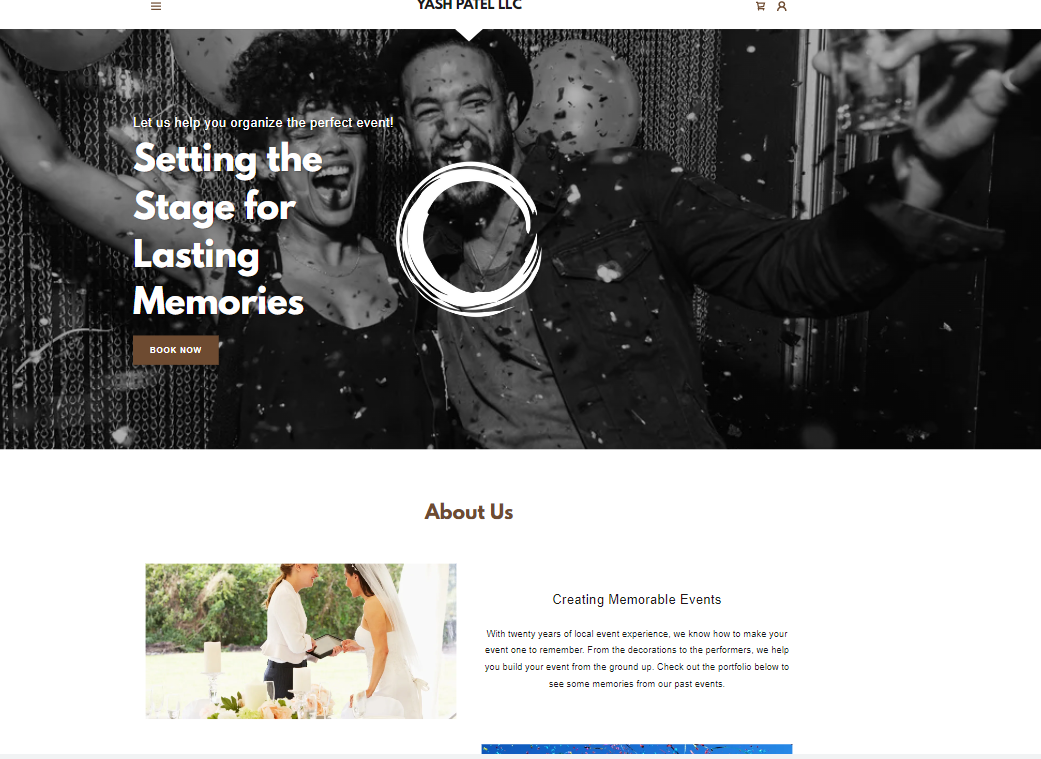 YASH PATEL LLC
Let us help you organize the perfect event!
Setting the
Stage for
Lasting
Memories
BOOK NOW
About Us
Creating Memorable Events
With twenty years of local event experience, we know how to make your
event one to remember. From the decorations to the performers, we help
you build your event from the ground up. Check out the portfolio below to
see some memories from our past events.